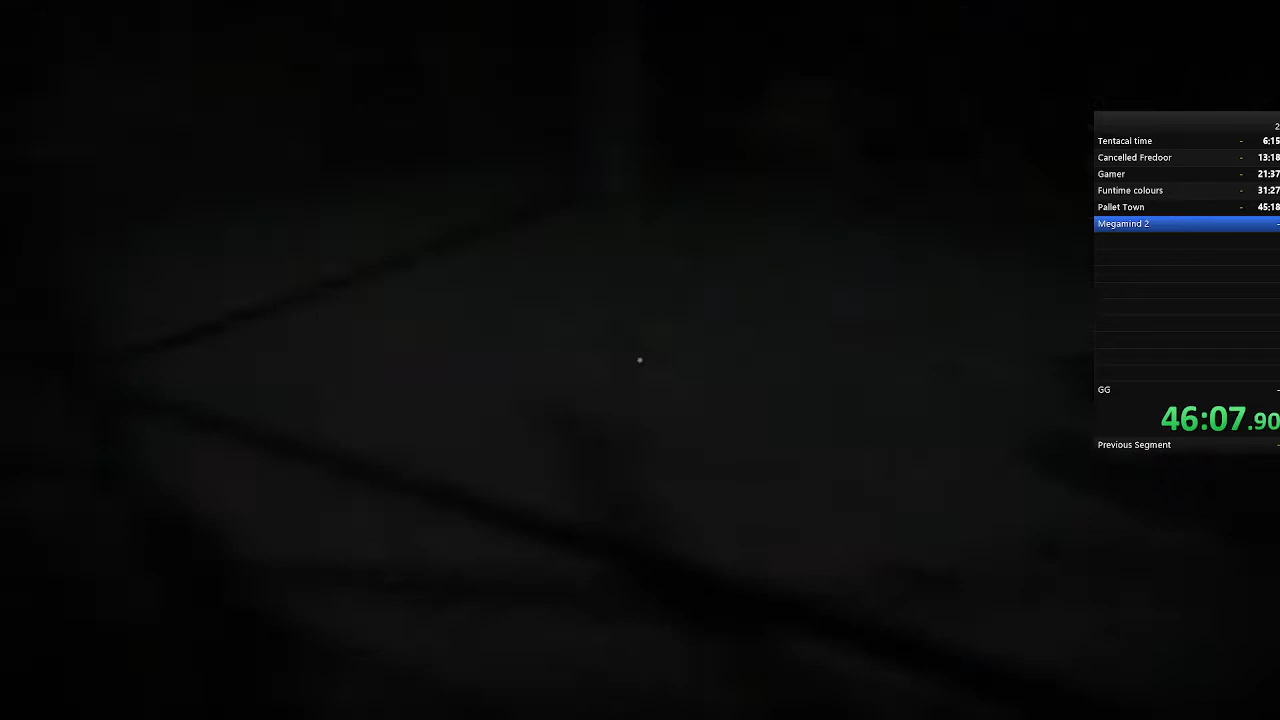 2
Tentacal time - 6:15
Cancelled Fredoor - 13:18
Gamer - 21:37
Funtime colours - 31:27
Pallet Town - 45:18
Megamind 2 -
GG -
46:07.90
Previous Segment -